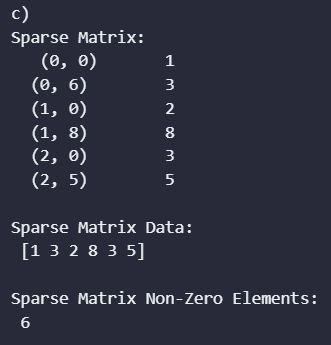 c)
Sparse Matrix:
(0, 0) 1
(0, 6) 3
(1, 0) 2
(1, 8) 8
(2, 0) 3
(2, 5) 5
Sparse Matrix Data:
[1 3 2 8 3 5]
Sparse Matrix Non-Zero Elements:
6